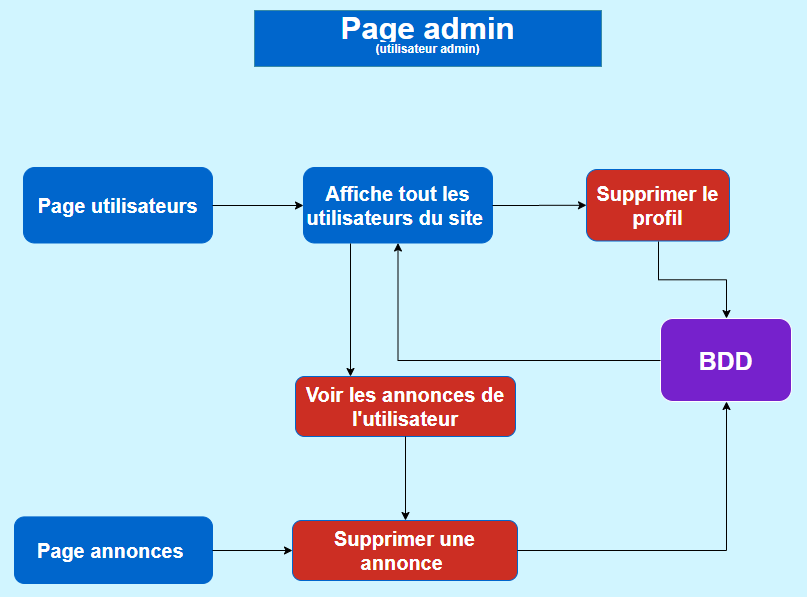 Page admin
(utilisateur admin)
Page utilisateurs
Affiche tout les
utilisateurs du site
Supprimer le
profil
BDD
Voir les annonces de
l'utilisateur
Page annonces
Supprimer une
annonce